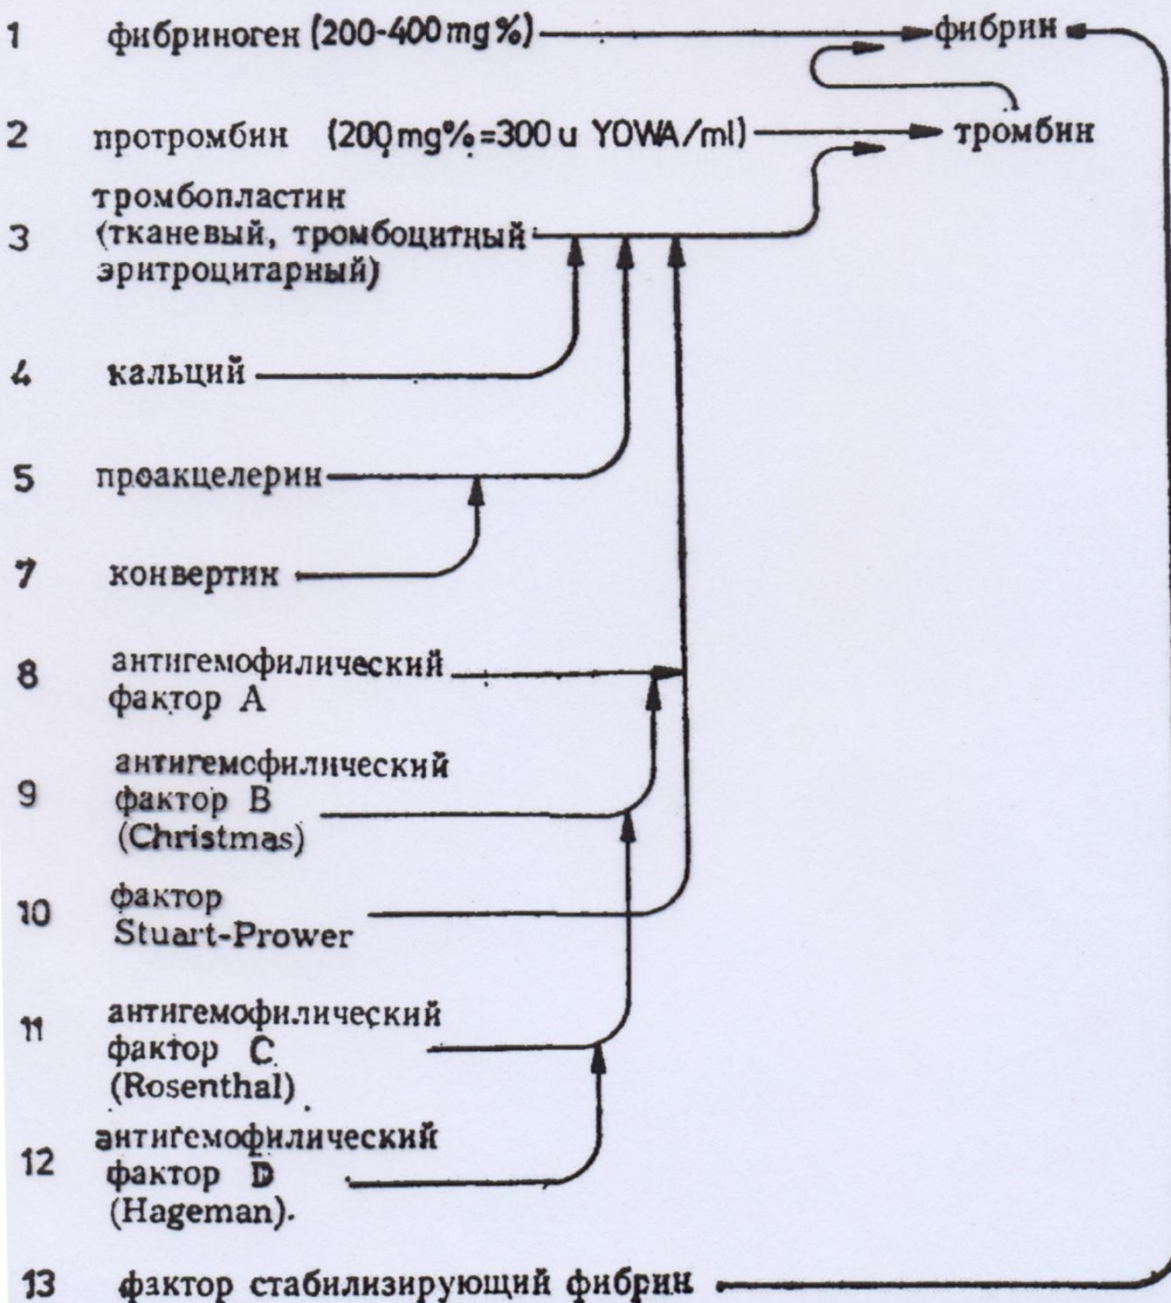 1 фибриноген (200-400 mg%) фибрин
2 протромбин (200 mg%=300 u YOWA/ml) тромбин
тромбопластин
3 (тканевый, тромбоцитный
эритроцитарный)
4 кальций
5 проакцелерин
7 конвертин
8 антигемофилический
фактор А
антигемофилический
9 фактор В
(Christmas)
10 фактор
Stuart-Prower
11 антигемофилический
фактор С
(Rosenthal)
антигемофилический
12 фактор D
(Hageman).
13 фактор стабилизирующий фибрин